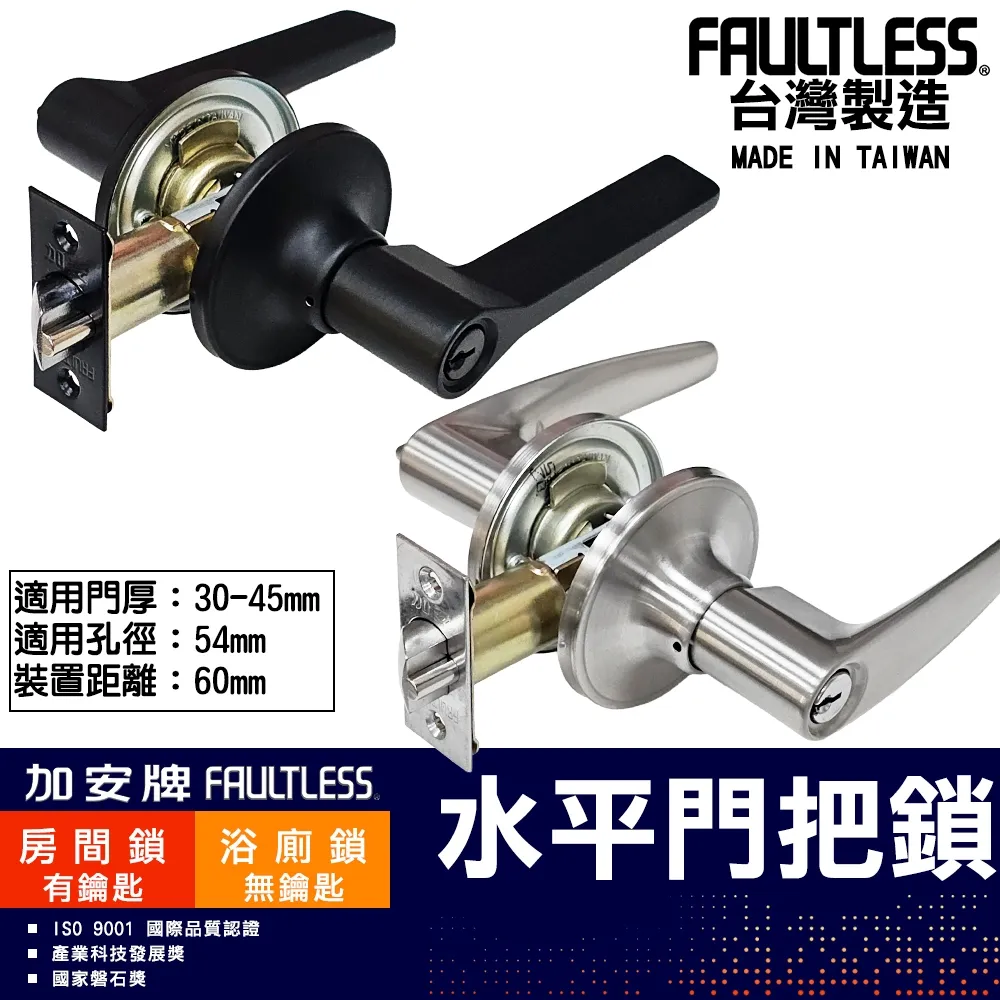 FAULTLESS®
台灣製造
MADE IN TAIWAN
適用門厚：30-45mm
適用孔徑：54mm
裝置距離：60mm
加安牌 FAULTLESS®
水平門把鎖
房間鎖
有鑰匙
浴廁鎖
無鑰匙
▪ ISO 9001 國際品質認證
▪ 產業科技發展獎
▪ 國家磐石獎